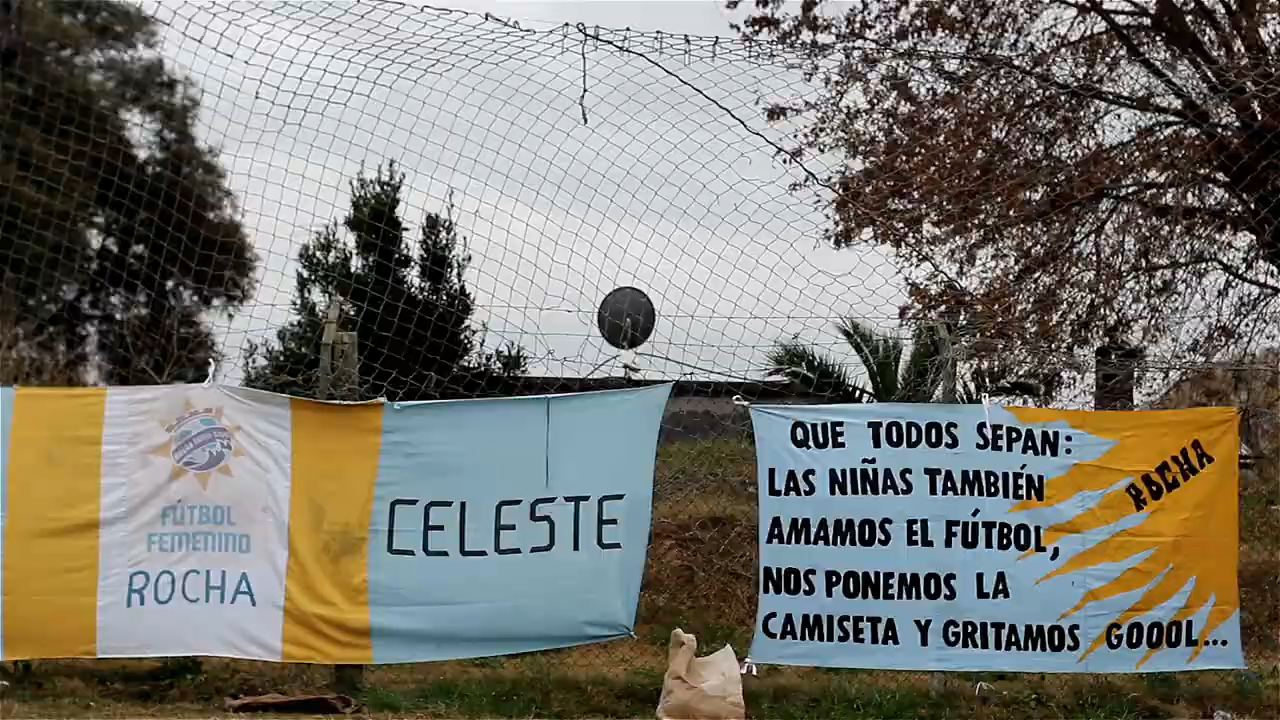 FÚTBOL
FEMENINO
ROCHA
CELESTE
QUE TODOS SEPAN:
LAS NIÑAS TAMBIÉN
AMAMOS EL FÚTBOL,
NOS PONEMOS LA
CAMISETA Y GRITAMOS GOOOL...
ROCHA